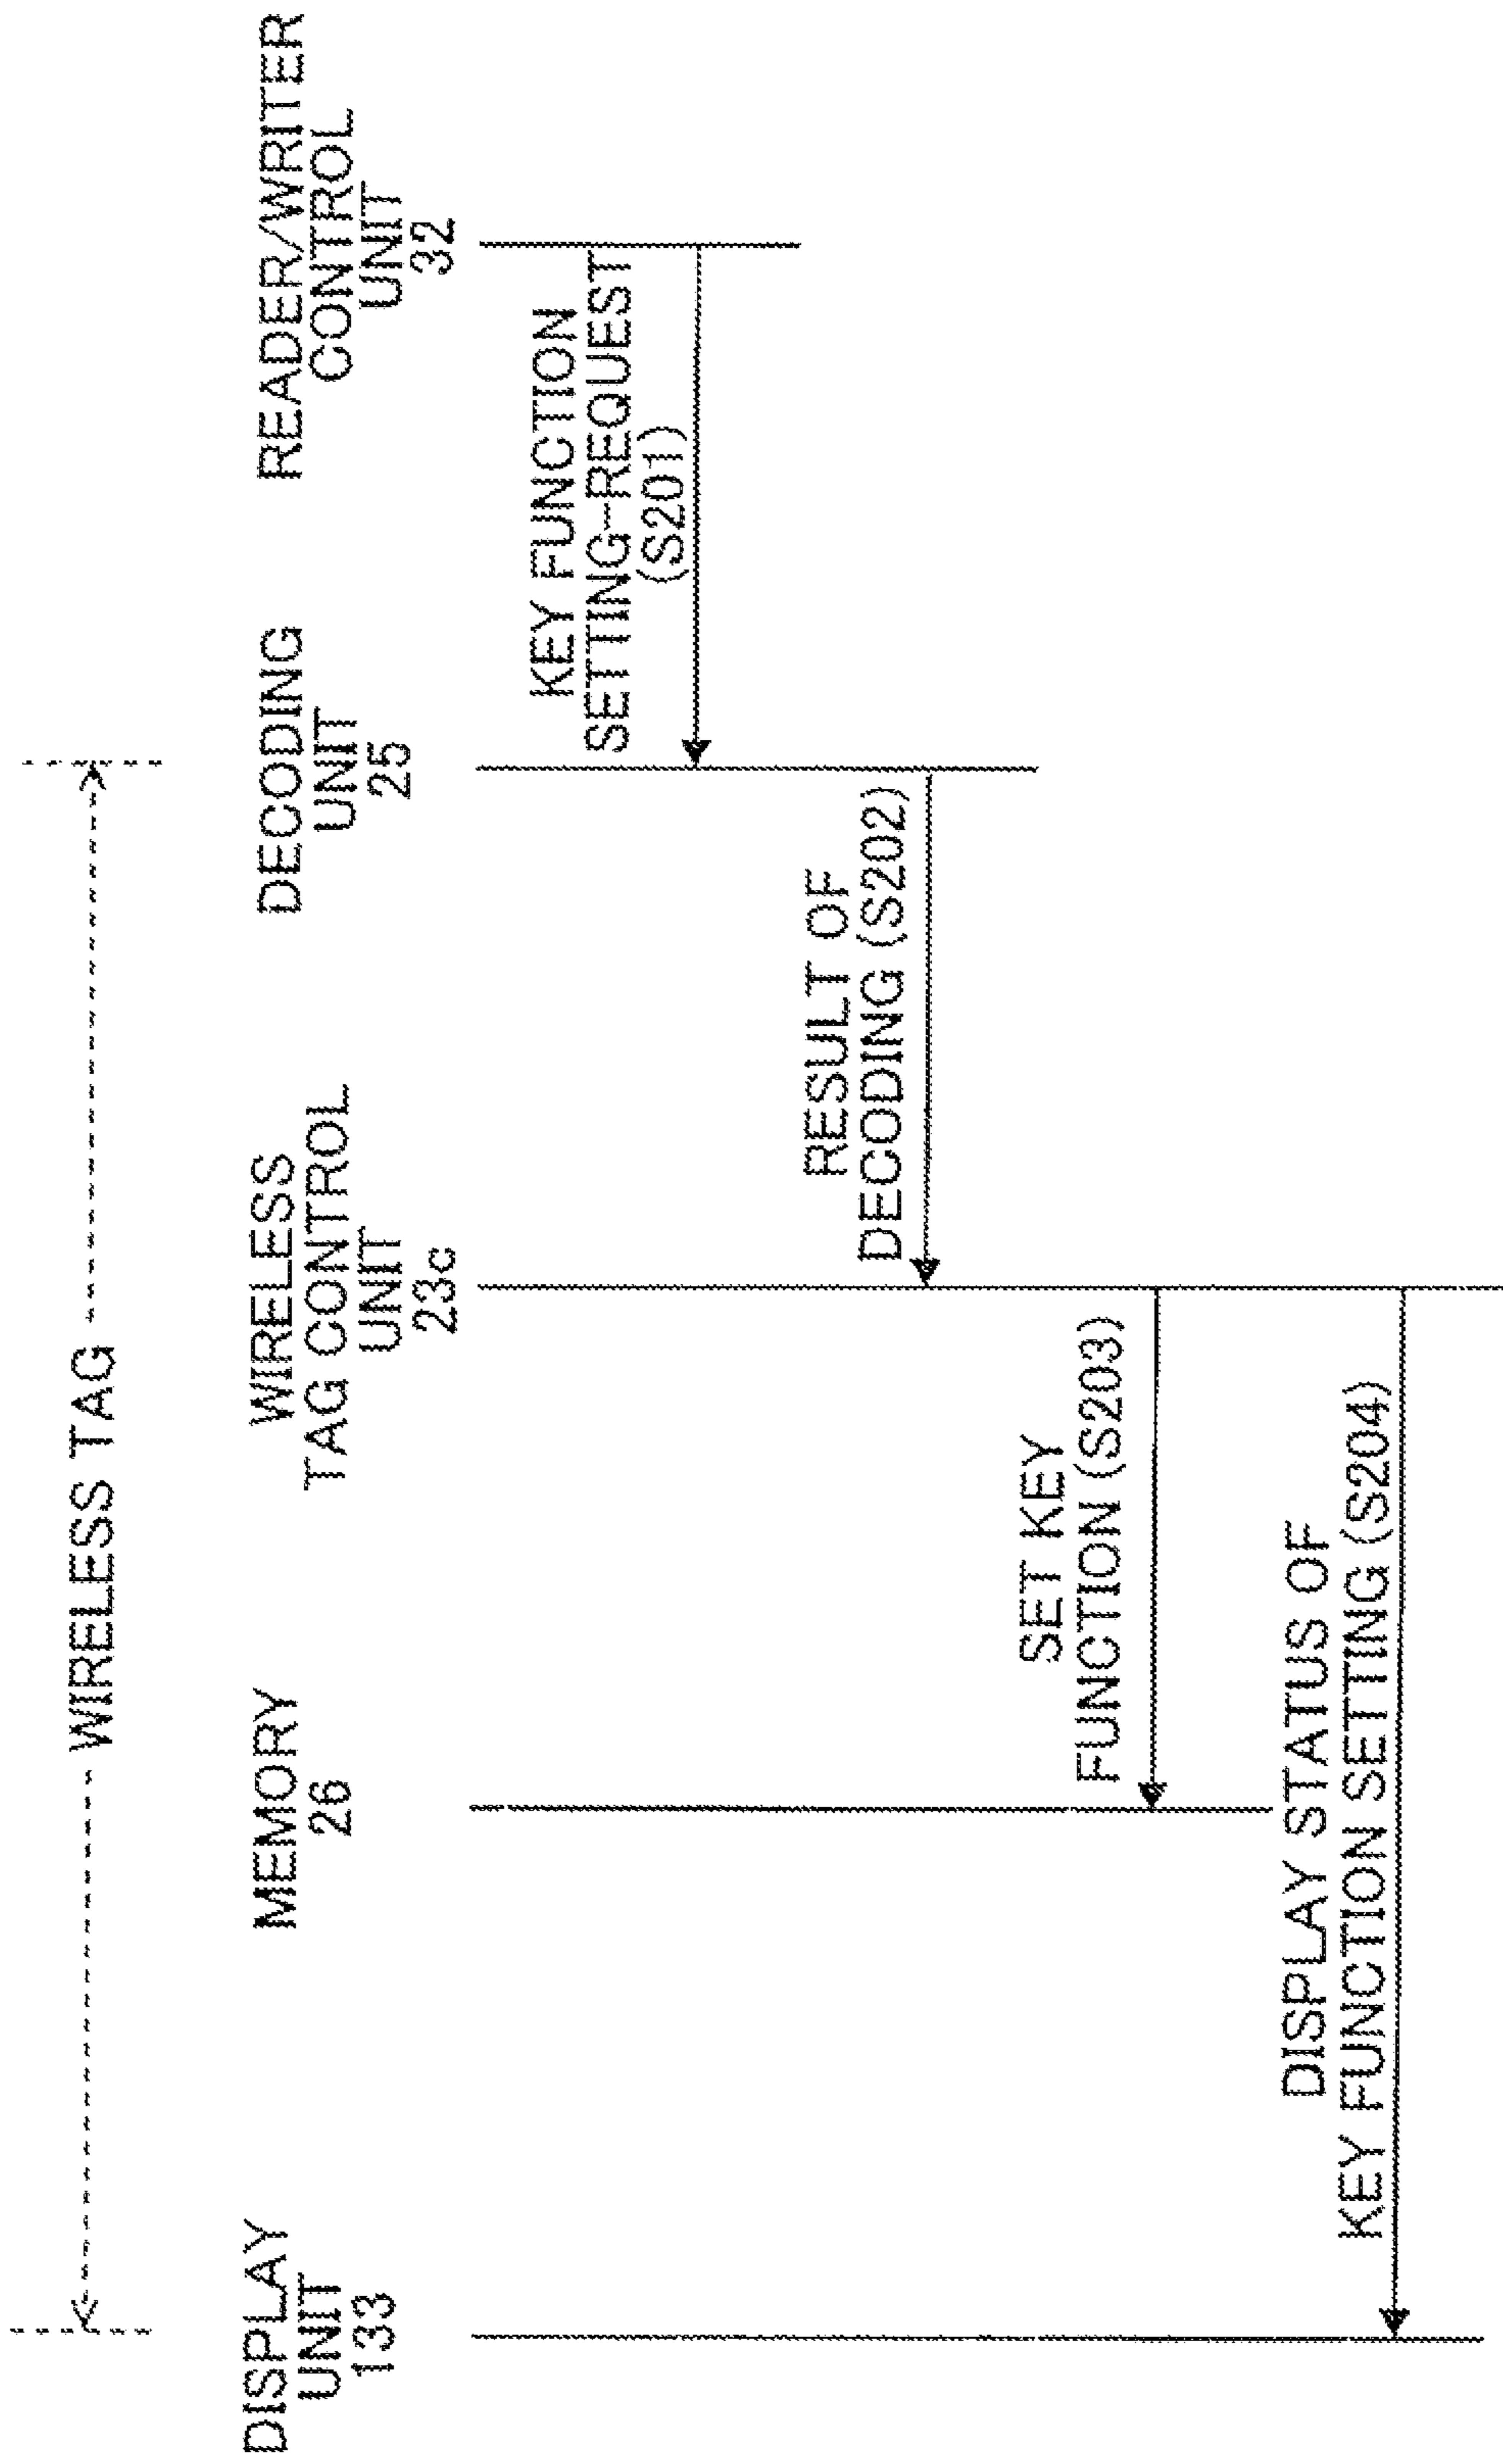 WIRELESS TAG
DISPLAY
UNIT
133
MEMORY
26
WIRELESS
TAG CONTROL
UNIT
23c
DECODING
UNIT
25
READER/WRITER
CONTROL
UNIT
32
KEY FUNCTION
SETTING-REQUEST
(S201)
RESULT OF
DECODING (S202)
SET KEY
FUNCTION (S203)
DISPLAY STATUS OF
KEY FUNCTION SETTING (S204)